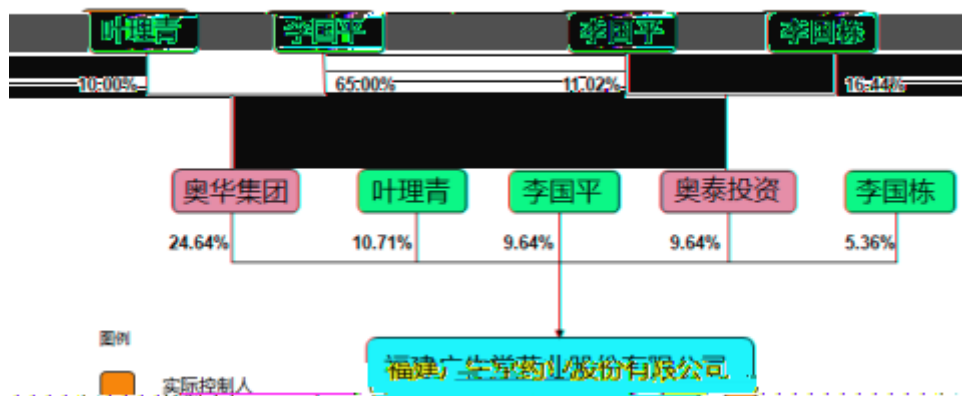 叶理青 李国平 李国平 李国栋
10.00% 65.00% 11.02% 16.44%
奥华集团 叶理青 李国平 奥泰投资 李国栋
24.64% 10.71% 9.64% 9.64% 5.36%
图例
福建广生堂药业股份有限公司
实际控制人